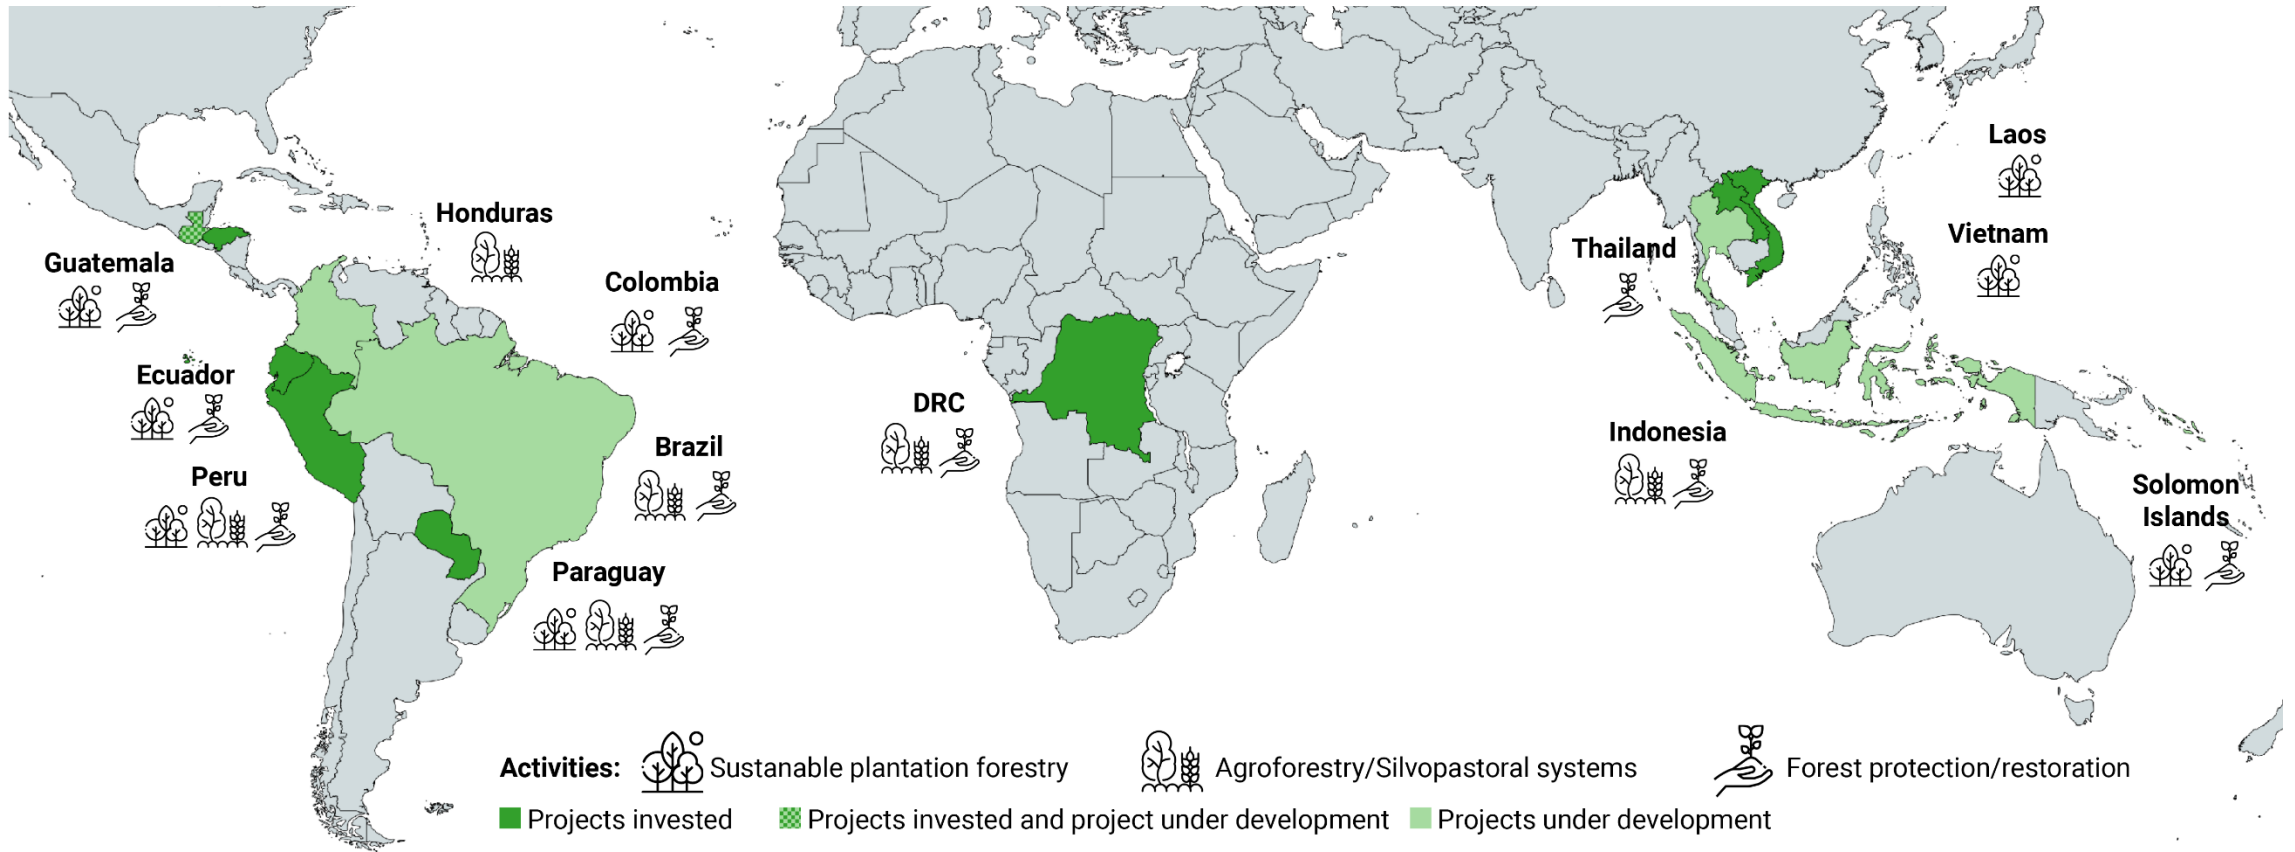 Laos
Honduras
Vietnam
Thailand
Guatemala
Colombia
Ecuador
DRC
Indonesia
Brazil
Peru
Solomon
Islands
Paraguay
Activities: Sustanable plantation forestry Agroforestry/Silvopastoral systems Forest protection/restoration
Projects invested Projects invested and project under development Projects under development